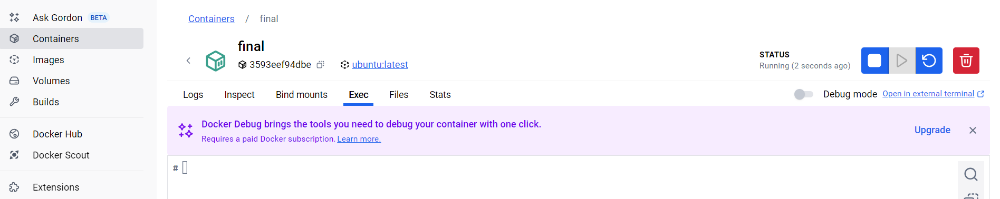 Ask Gordon BETA
Containers
Images
Volumes
Builds
Docker Hub
Docker Scout
Extensions
Containers / final
final
3593eef94dbe ubuntu:latest
STATUS
Running (2 seconds ago)
Logs Inspect Bind mounts Exec Files Stats Debug mode Open in external terminal
Docker Debug brings the tools you need to debug your container with one click.
Requires a paid Docker subscription. Learn more.
Upgrade
#